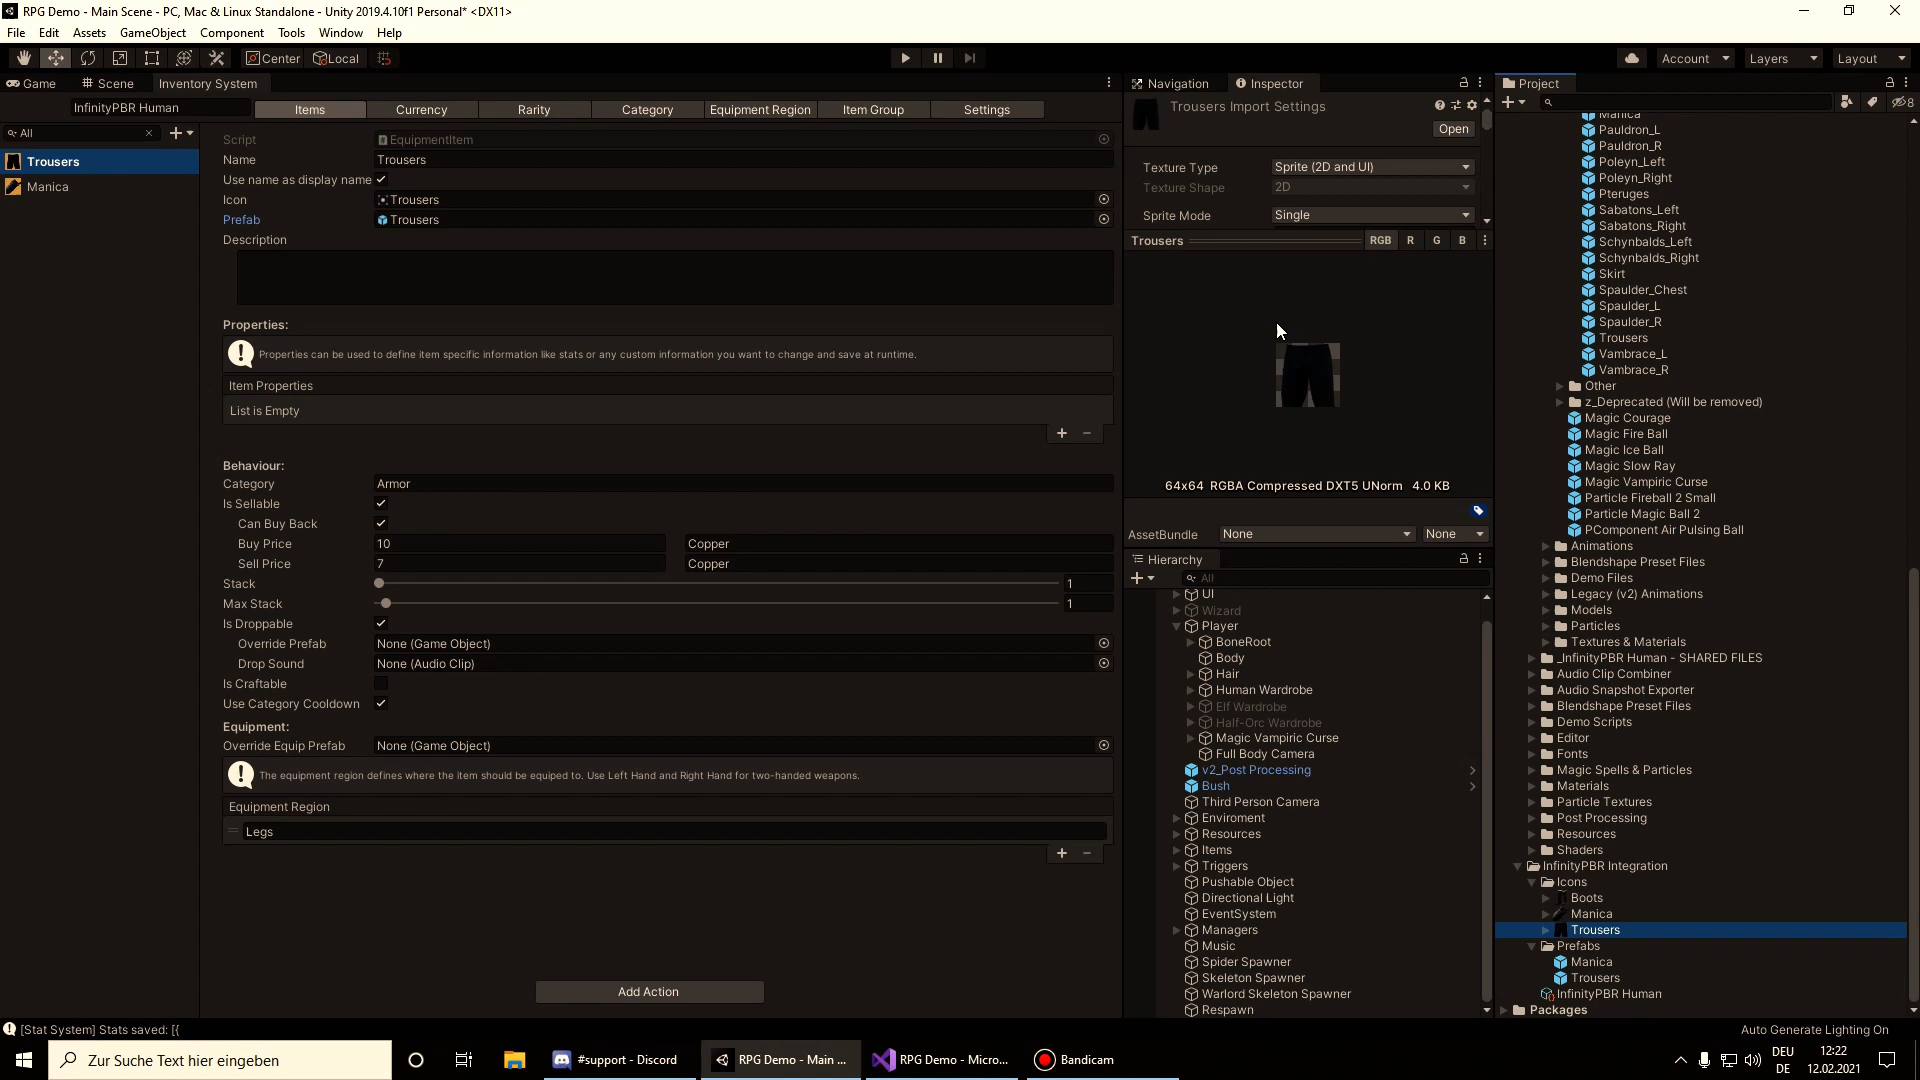 RPG Demo - Main Scene - PC, Mac & Linux Standalone - Unity 2019.4.10f1 Personal* <DX11>
File Edit Assets GameObject Component Tools Window Help
Center Local
Account Layers Layout
Game Scene Inventory System
Navigation Inspector
Project
InfinityPBR Human
Items Currency Rarity Category Equipment Region Item Group Settings
All
Trousers
Manica
Script EquipmentItem
Name Trousers
Use name as display name
Icon Trousers
Prefab Trousers
Description
Properties:
Properties can be used to define item specific information like stats or any custom information you want to change and save at runtime.
Item Properties
List is Empty
Behaviour:
Category Armor
Is Sellable
Can Buy Back
Buy Price 10 Copper
Sell Price 7 Copper
Stack 1
Max Stack 1
Is Droppable
Override Prefab None (Game Object)
Drop Sound None (Audio Clip)
Is Craftable
Use Category Cooldown
Equipment:
Override Equip Prefab None (Game Object)
The equipment region defines where the item should be equiped to. Use Left Hand and Right Hand for two-handed weapons.
Equipment Region
Legs
Add Action
Trousers Import Settings
Open
Texture Type Sprite (2D and UI)
Texture Shape 2D
Sprite Mode Single
Trousers RGB R G B
64x64 RGBA Compressed DXT5 UNorm 4.0 KB
AssetBundle None None
Hierarchy
All
UI
Wizard
Player
BoneRoot
Body
Hair
Human Wardrobe
Elf Wardrobe
Half-Orc Wardrobe
Magic Vampiric Curse
Full Body Camera
v2_Post Processing
Bush
Third Person Camera
Enviroment
Resources
Items
Triggers
Pushable Object
Directional Light
EventSystem
Managers
Music
Spider Spawner
Skeleton Spawner
Warlord Skeleton Spawner
Respawn
8
Manica
Pauldron_L
Pauldron_R
Poleyn_Left
Poleyn_Right
Pteruges
Sabatons_Left
Sabatons_Right
Schynbalds_Left
Schynbalds_Right
Skirt
Spaulder_Chest
Spaulder_L
Spaulder_R
Trousers
Vambrace_L
Vambrace_R
Other
z_Deprecated (Will be removed)
Magic Courage
Magic Fire Ball
Magic Ice Ball
Magic Slow Ray
Magic Vampiric Curse
Particle Fireball 2 Small
Particle Magic Ball 2
PComponent Air Pulsing Ball
Animations
Blendshape Preset Files
Demo Files
Legacy (v2) Animations
Models
Particles
Textures & Materials
_InfinityPBR Human - SHARED FILES
Audio Clip Combiner
Audio Snapshot Exporter
Blendshape Preset Files
Demo Scripts
Editor
Fonts
Magic Spells & Particles
Materials
Particle Textures
Post Processing
Resources
Shaders
InfinityPBR Integration
Icons
Boots
Manica
Trousers
Prefabs
Manica
Trousers
InfinityPBR Human
Packages
[Stat System] Stats saved: [{
Auto Generate Lighting On
Zur Suche Text hier eingeben
#support - Discord
RPG Demo - Main ...
RPG Demo - Micro...
Bandicam
DEU
DE
12:22
12.02.2021